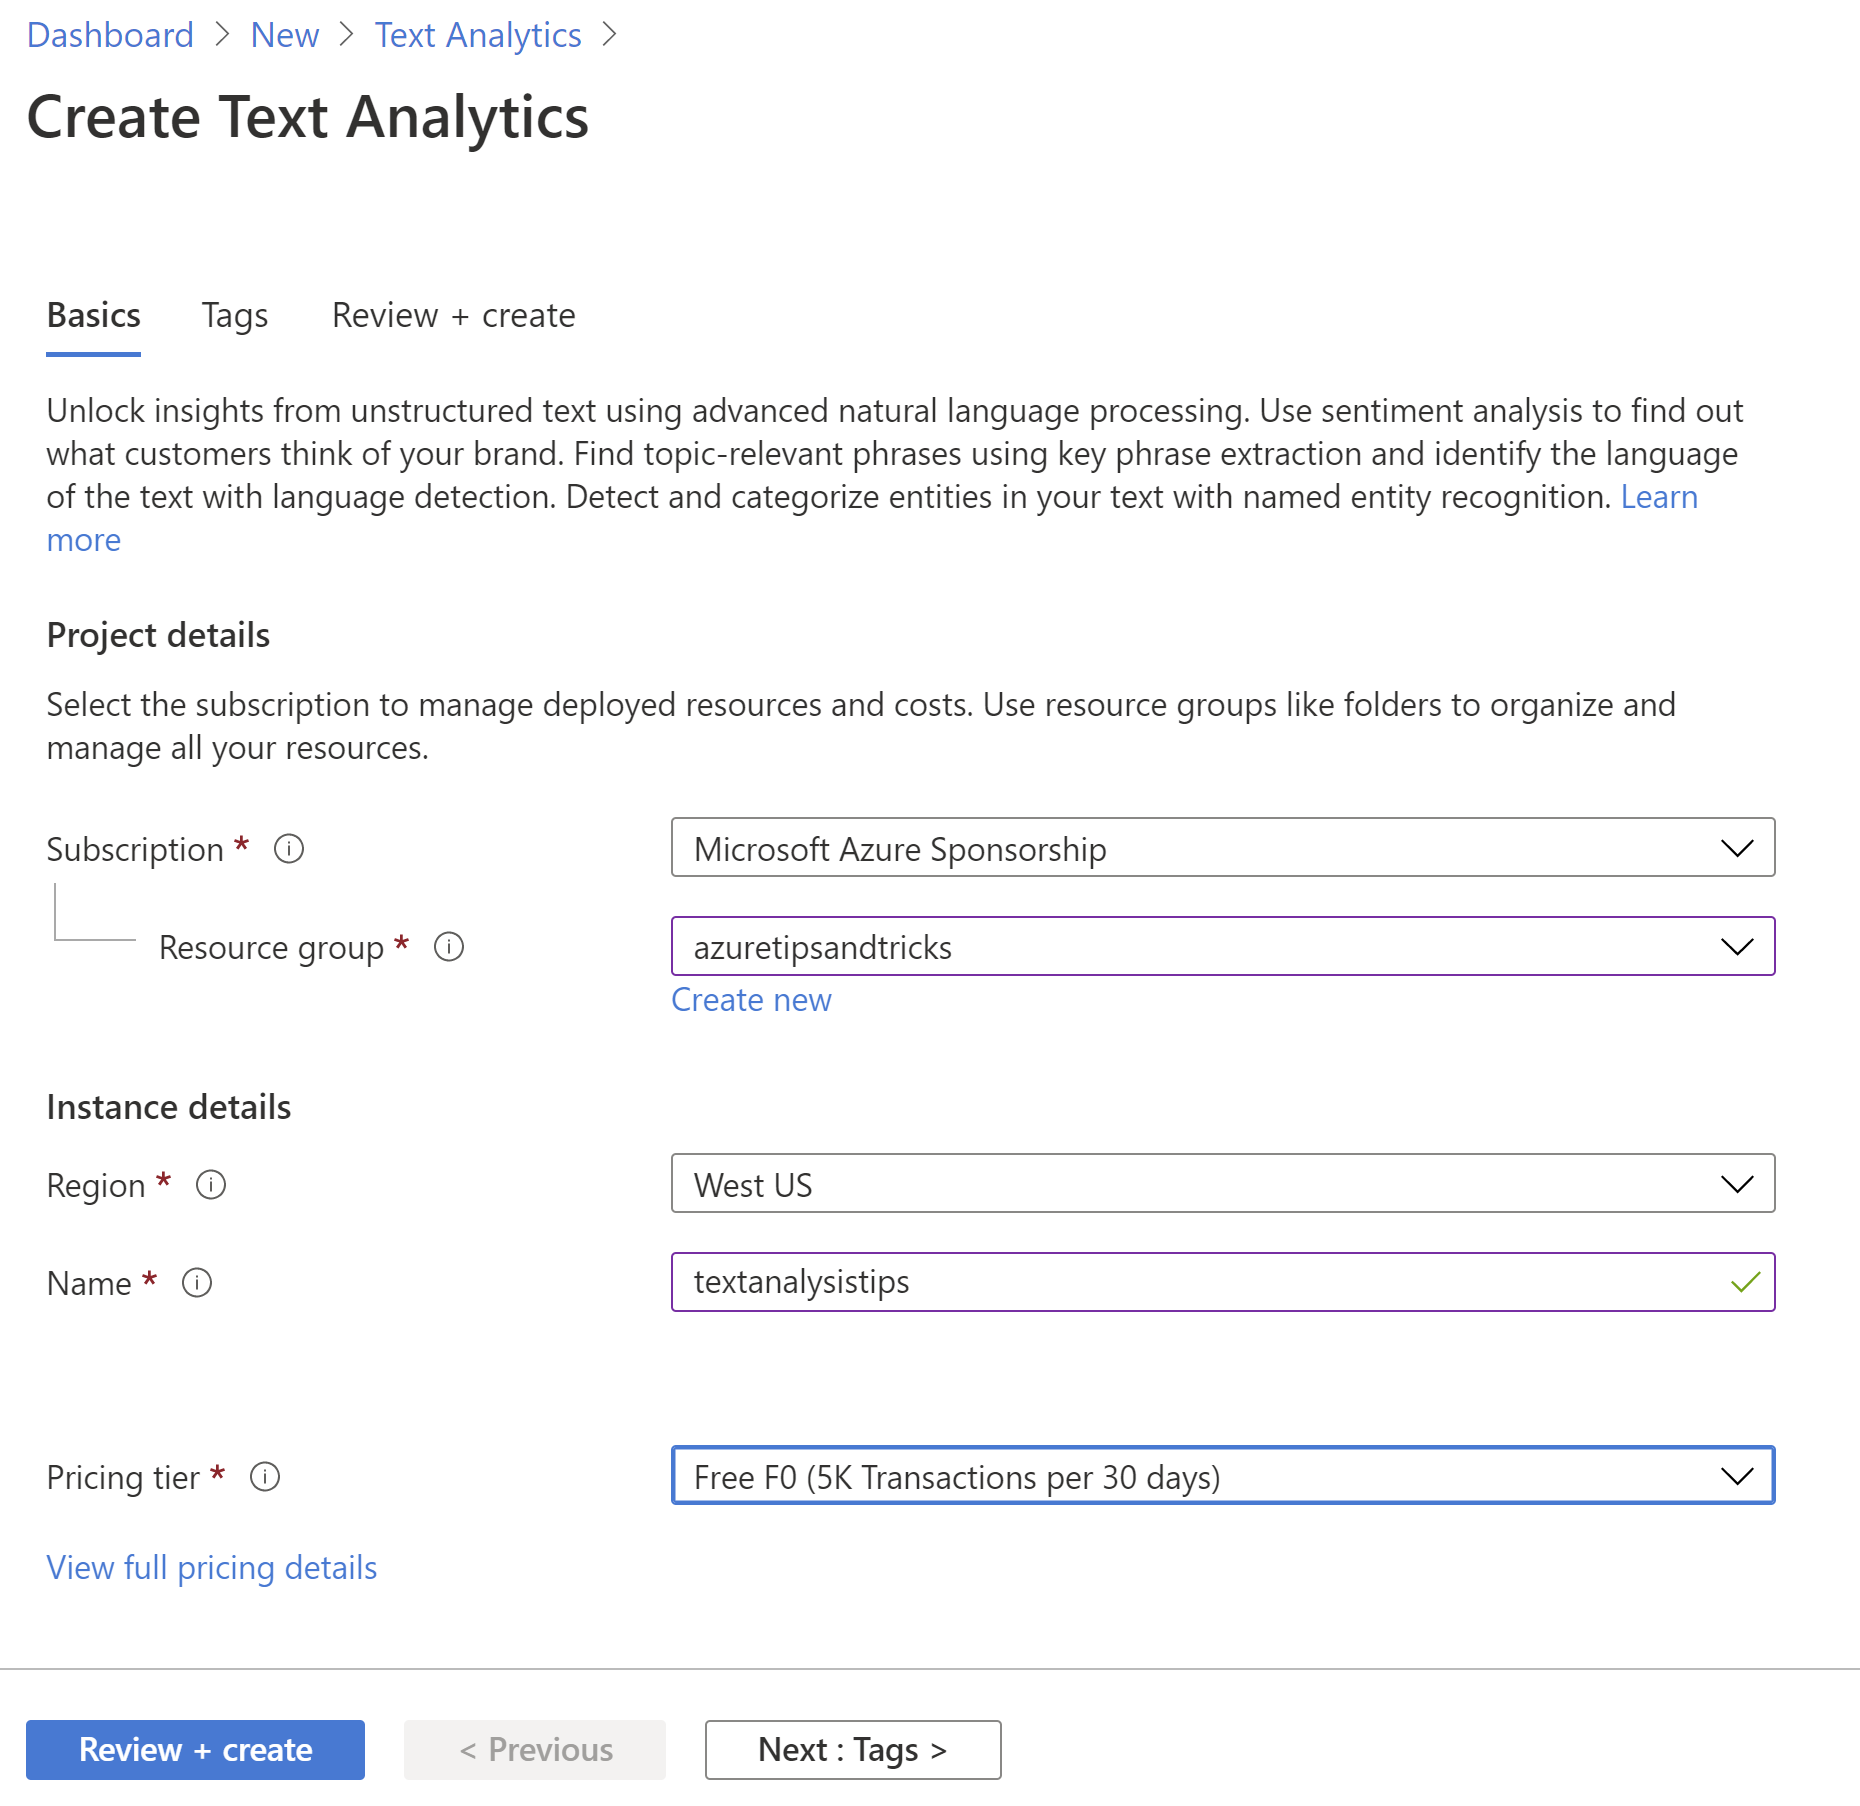 Dashboard > New > Text Analytics >
Create Text Analytics
Basics Tags Review + create
Unlock insights from unstructured text using advanced natural language processing. Use sentiment analysis to find out
what customers think of your brand. Find topic-relevant phrases using key phrase extraction and identify the language
of the text with language detection. Detect and categorize entities in your text with named entity recognition. Learn
more
Project details
Select the subscription to manage deployed resources and costs. Use resource groups like folders to organize and
manage all your resources.
Subscription * Microsoft Azure Sponsorship
Resource group * azuretipsandtricks
Create new
Instance details
Region * West US
Name * textanalysistips
Pricing tier * Free F0 (5K Transactions per 30 days)
View full pricing details
Review + create < Previous Next : Tags >